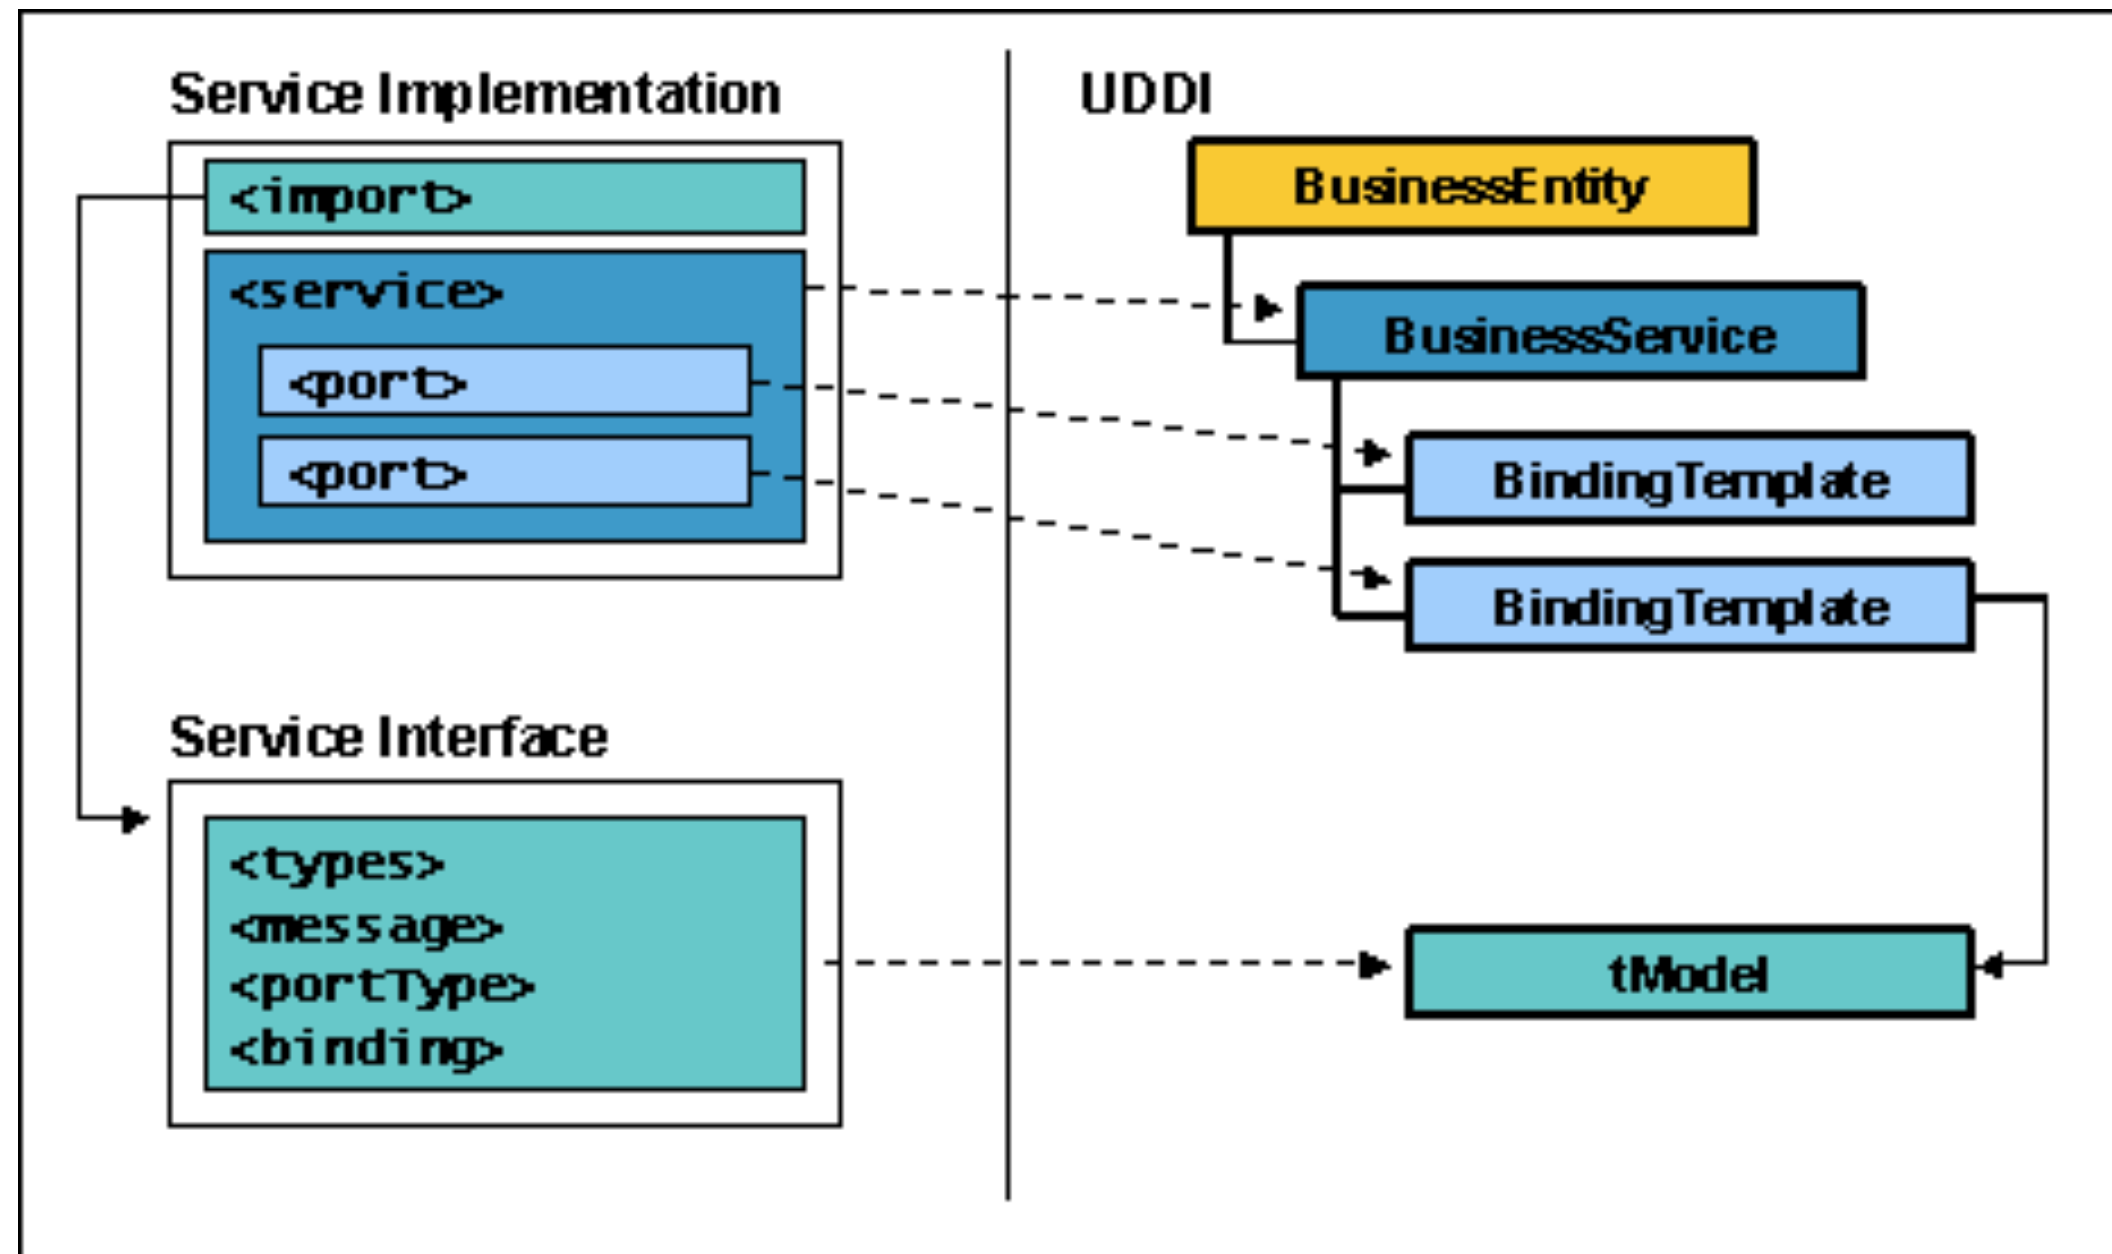 Service Implementation
<import>
<service>
<port>
<port>
Service Interface
<types>
<message>
<portType>
<binding>
UDDI
BusinessEntity
BusinessService
BindingTemplate
BindingTemplate
tModel